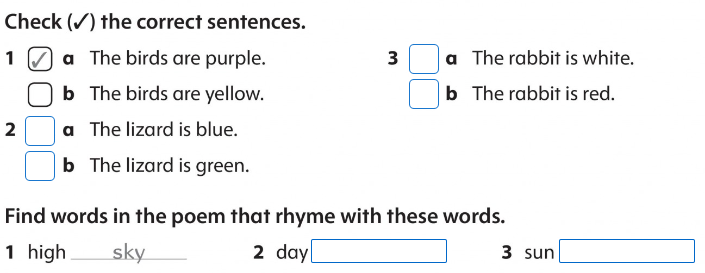 Check (✓) the correct sentences.
1 ✓ a The birds are purple.
b The birds are yellow.
2 a The lizard is blue.
b The lizard is green.
3 a The rabbit is white.
b The rabbit is red.
Find words in the poem that rhyme with these words.
1 high sky 2 day 3 sun